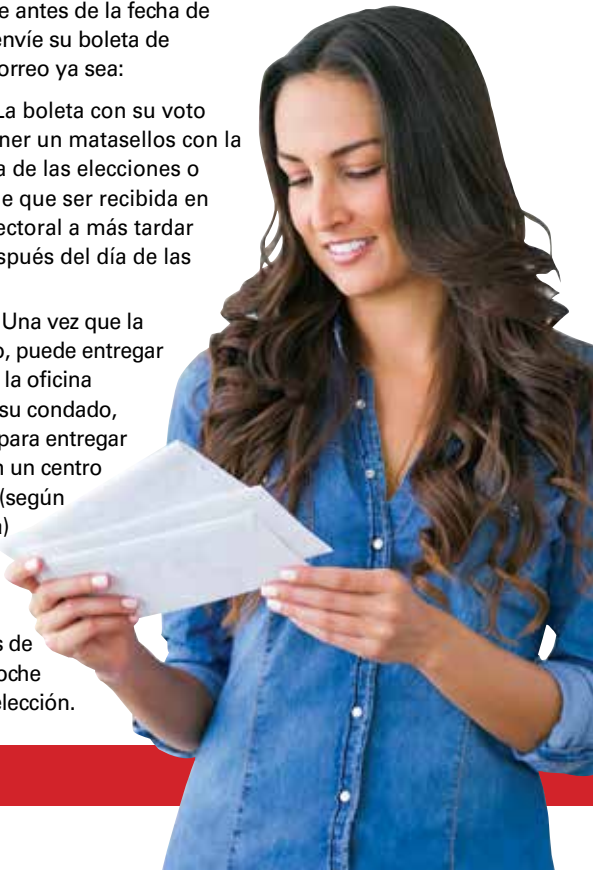 e antes de la fecha de
envíe su boleta de
orreo ya sea:
La boleta con su voto
ner un matasellos con la
a de las elecciones o
e que ser recibida en
ectoral a más tardar
spués del día de las
Una vez que la
o, puede entregar
la oficina
su condado,
para entregar
n un centro
(según
a)
s de
oche
elección.